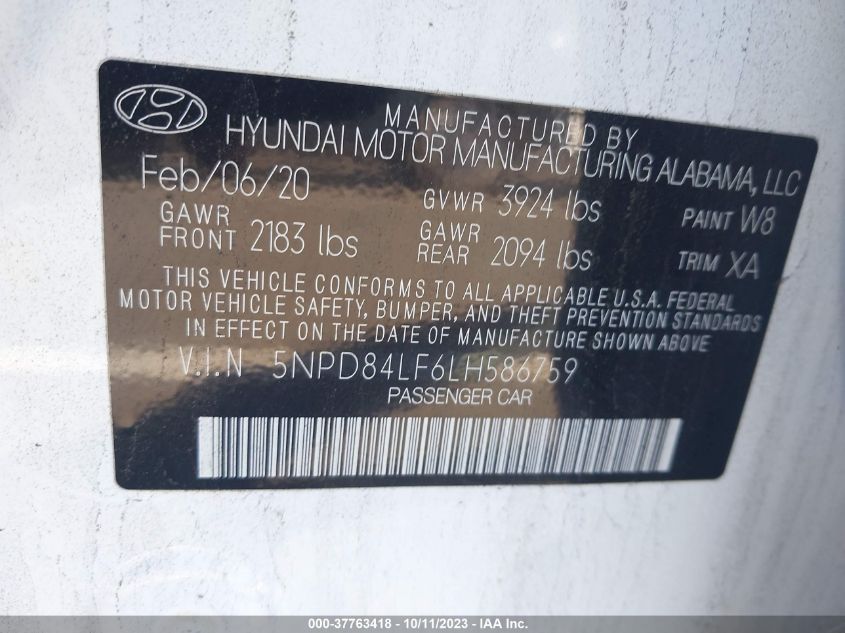 MANUFACTURED BY
HYUNDAI MOTOR MANUFACTURING ALABAMA, LLC
Feb/06/20 GVWR 3924 lbs PAINT W8
GAWR FRONT 2183 lbs GAWR REAR 2094 lbs TRIM XA
THIS VEHICLE CONFORMS TO ALL APPLICABLE U.S.A. FEDERAL
MOTOR VEHICLE SAFETY, BUMPER, AND THEFT PREVENTION STANDARDS
IN EFFECT ON THE DATE OF MANUFACTURE SHOWN ABOVE
V.I.N 5NPD84LF6LH586759
PASSENGER CAR
000-37763418 - 10/11/2023 - IAA Inc.